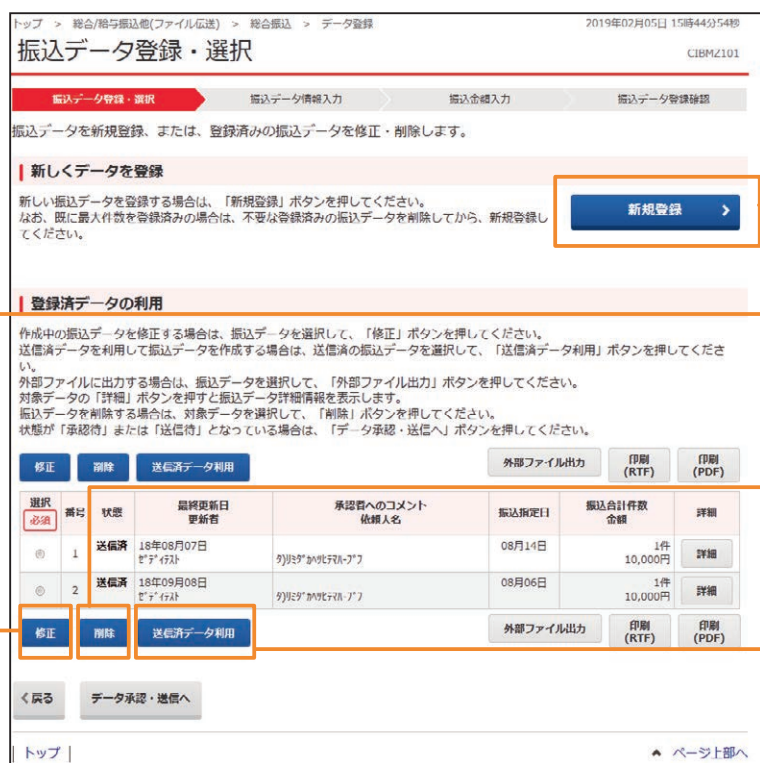 トップ > 総合/給与振込他(ファイル伝送) > 総合振込 > データ登録
2019年02月05日 15時44分54秒
振込データ登録・選択
CIBMZ101
振込データ登録・選択
振込データ情報入力
振込金額入力
振込データ登録確認
振込データを新規登録、または、登録済みの振込データを修正・削除します。
新しくデータを登録
新しい振込データを登録する場合は、「新規登録」ボタンを押してください。
なお、既に最大件数を登録済みの場合は、不要な登録済みの振込データを削除してから、新規登録し
てください。
新規登録
登録済データの利用
作成中の振込データを修正する場合は、振込データを選択して、「修正」ボタンを押してください。
送信済データを利用して振込データを作成する場合は、送信済の振込データを選択して、「送信済データ利用」ボタンを押してくださ
い。
外部ファイルに出力する場合は、振込データを選択して、「外部ファイル出力」ボタンを押してください。
対象データの「詳細」ボタンを押すと振込データ詳細情報を表示します。
振込データを削除する場合は、対象データを選択して、「削除」ボタンを押してください。
状態が「承認待」または「送信待」となっている場合は、「データ承認・送信へ」ボタンを押してください。
修正 削除 送信済データ利用 外部ファイル出力 印刷(RTF) 印刷(PDF)
選択 必須 番号 状態 最終更新日 更新者 承認者へのコメント 依頼人名 振込指定日 振込合計件数 金額 詳細
1 送信済 18年08月07日 08月14日 1件 詳細
10,000円
2 送信済 18年09月08日 08月06日 1件 詳細
10,000円
修正 削除 送信済データ利用 外部ファイル出力 印刷(RTF) 印刷(PDF)
戻る データ承認・送信へ
トップ
ページ上部へ